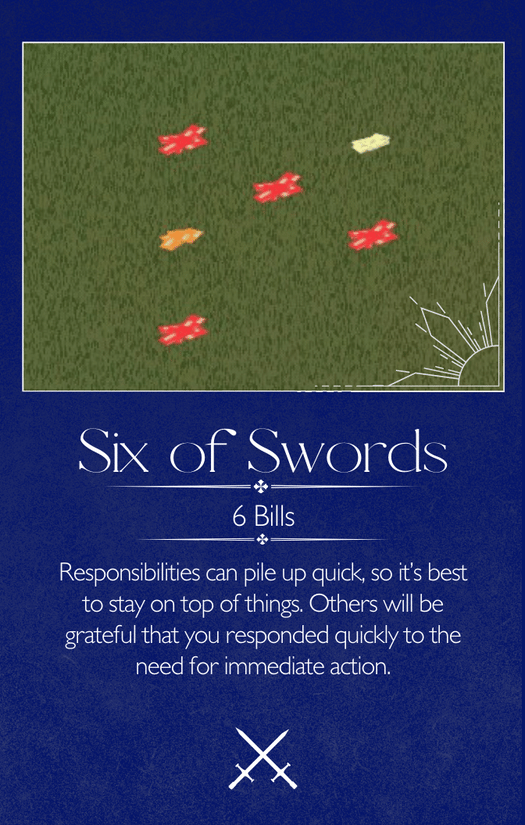 Six of Swords
6 Bills
Responsibilities can pile up quick, so it's best
to stay on top of things. Others will be
grateful that you responded quickly to the
need for immediate action.